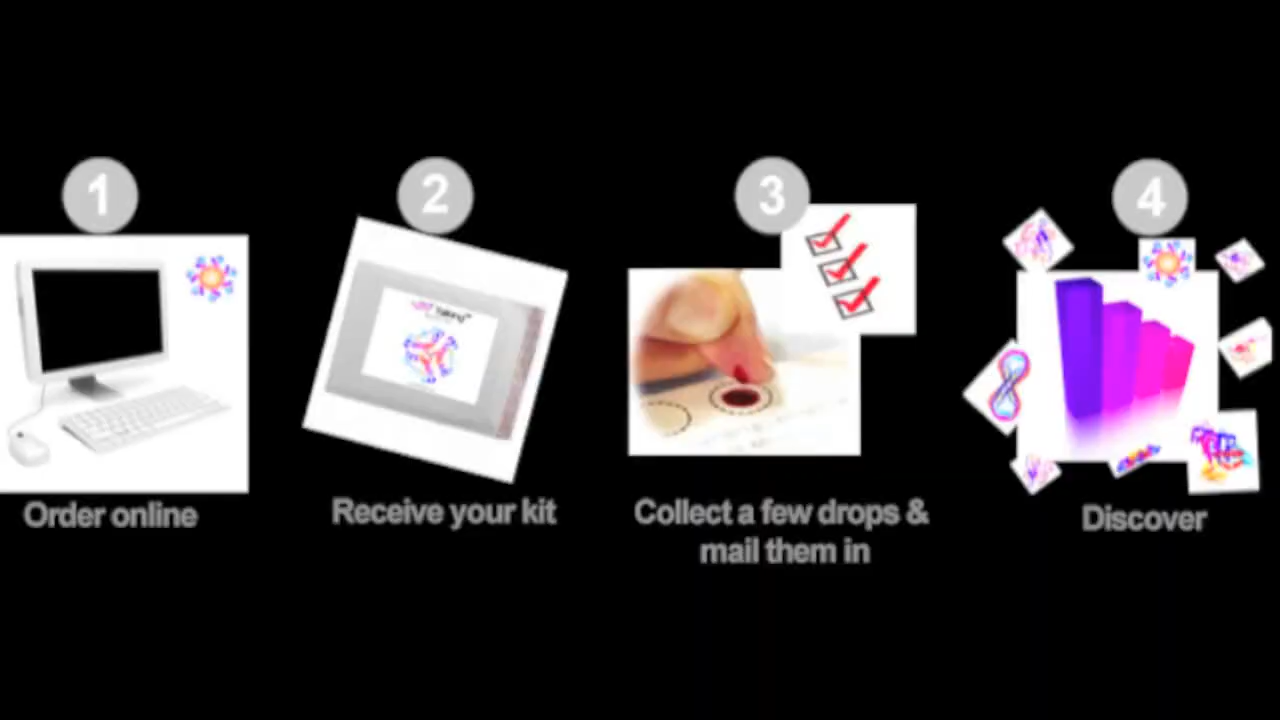 1
2
3
4
Order online
Receive your kit
Collect a few drops &
mail them in
Discover